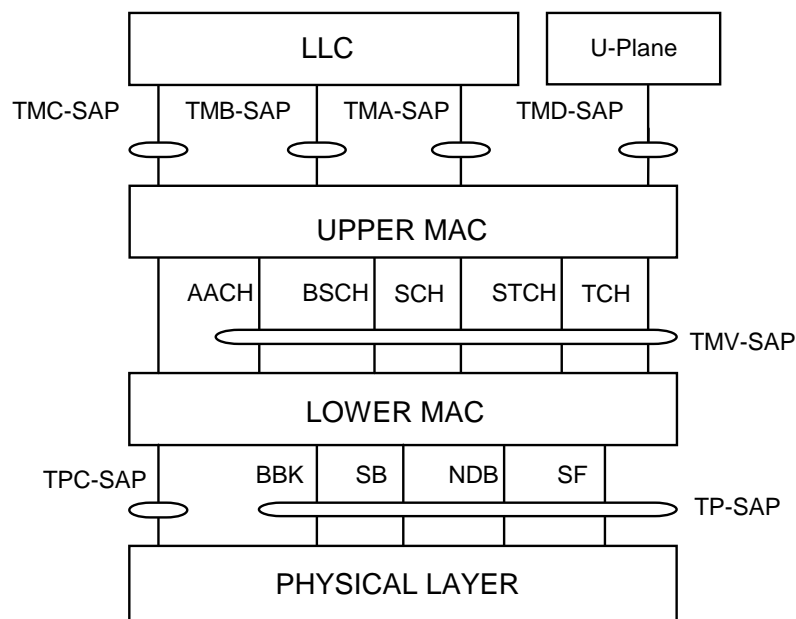 LLC
U-Plane
TMC-SAP
TMB-SAP
TMA-SAP
TMD-SAP
UPPER MAC
AACH
BSCH
SCH
STCH
TCH
TMV-SAP
LOWER MAC
TPC-SAP
BBK
SB
NDB
SF
TP-SAP
PHYSICAL LAYER